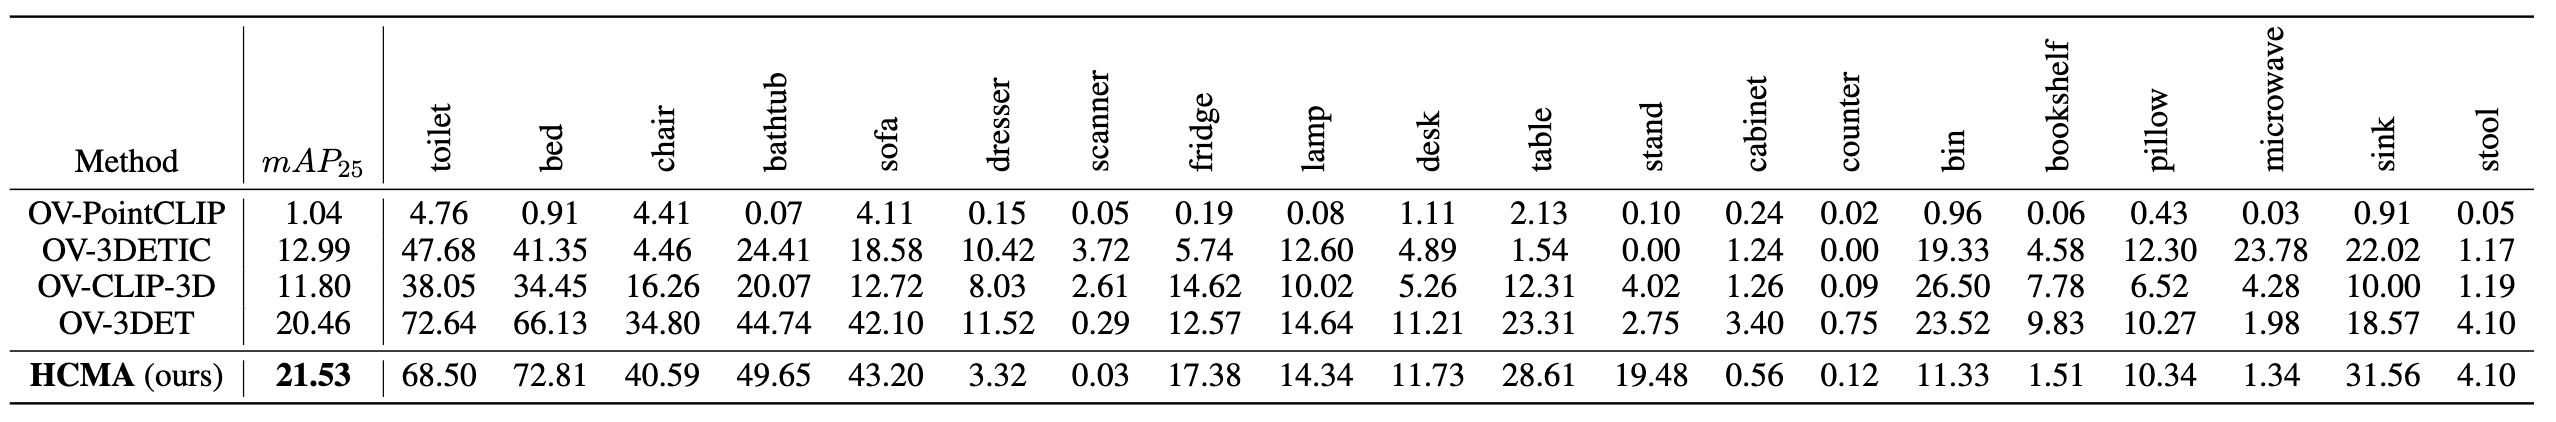 Method mAP25 toilet bed chair bathtub sofa dresser scanner fridge lamp desk table stand cabinet counter bin bookshelf pillow microwave sink stool
OV-PointCLIP 1.04 4.76 0.91 4.41 0.07 4.11 0.15 0.05 0.19 0.08 1.11 2.13 0.10 0.24 0.02 0.96 0.06 0.43 0.03 0.91 0.05
OV-3DETIC 12.99 47.68 41.35 4.46 24.41 18.58 10.42 3.72 5.74 12.60 4.89 1.54 0.00 1.24 0.00 19.33 4.58 12.30 23.78 22.02 1.17
OV-CLIP-3D 11.80 38.05 34.45 16.26 20.07 12.72 8.03 2.61 14.62 10.02 5.26 12.31 4.02 1.26 0.09 26.50 7.78 6.52 4.28 10.00 1.19
OV-3DET 20.46 72.64 66.13 34.80 44.74 42.10 11.52 0.29 12.57 14.64 11.21 23.31 2.75 3.40 0.75 23.52 9.83 10.27 1.98 18.57 4.10
HCMA (ours) 21.53 68.50 72.81 40.59 49.65 43.20 3.32 0.03 17.38 14.34 11.73 28.61 19.48 0.56 0.12 11.33 1.51 10.34 1.34 31.56 4.10